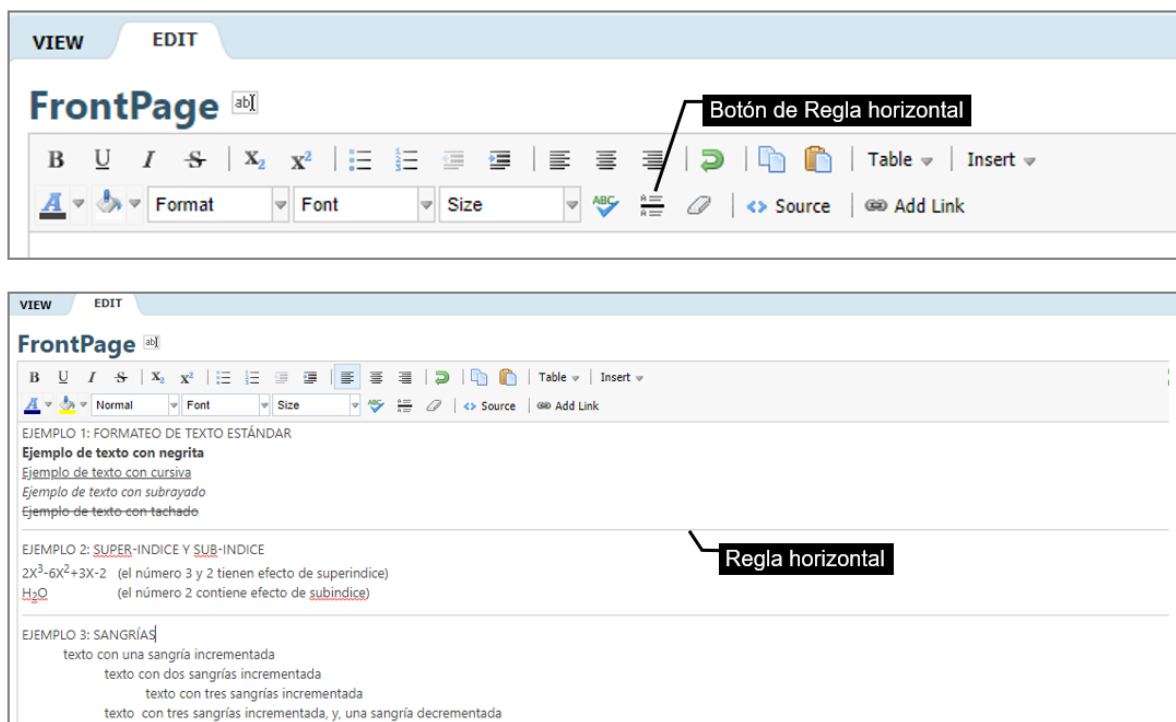 VIEW EDIT
FrontPage ab
Botón de Regla horizontal
B U I S X₂ x² Table Insert
A Format Font Size ABC Source Add Link
VIEW EDIT
FrontPage ab
B U I S X₂ x² Table Insert
A Normal Font Size ABC Source Add Link
EJEMPLO 1: FORMATEO DE TEXTO ESTÁNDAR
Ejemplo de texto con negrita
Ejemplo de texto con cursiva
Ejemplo de texto con subrayado
Ejemplo de texto con tachado
Regla horizontal
EJEMPLO 2: SUPER-INDICE Y SUB-INDICE
2X³-6X²+3X-2 (el número 3 y 2 tienen efecto de superindice)
H₂O (el número 2 contiene efecto de subindice)
EJEMPLO 3: SANGRÍAS
texto con una sangría incrementada
texto con dos sangrías incrementada
texto con tres sangrías incrementada
texto con tres sangrías incrementada, y, una sangría decrementada